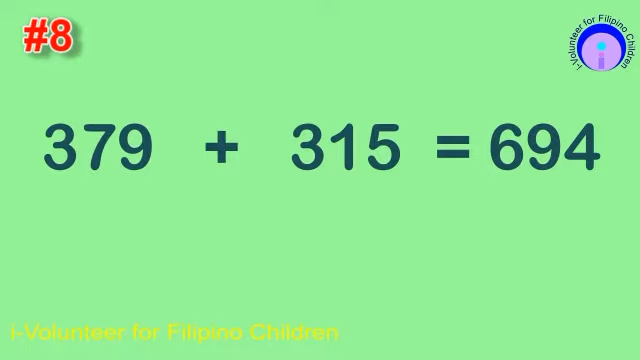 #8
i-Volunteer for Filipino Children
i
379 + 315 = 694
i-Volunteer for Filipino Children